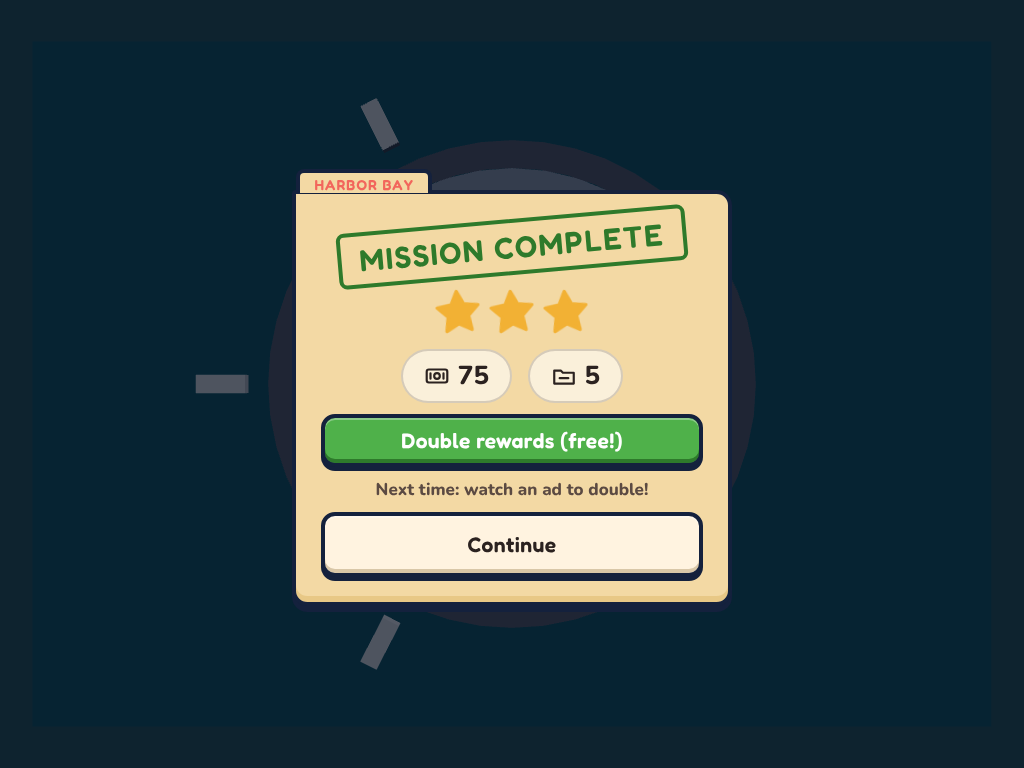 HARBOR BAY
MISSION COMPLETE
75
5
Double rewards (free!)
Next time: watch an ad to double!
Continue